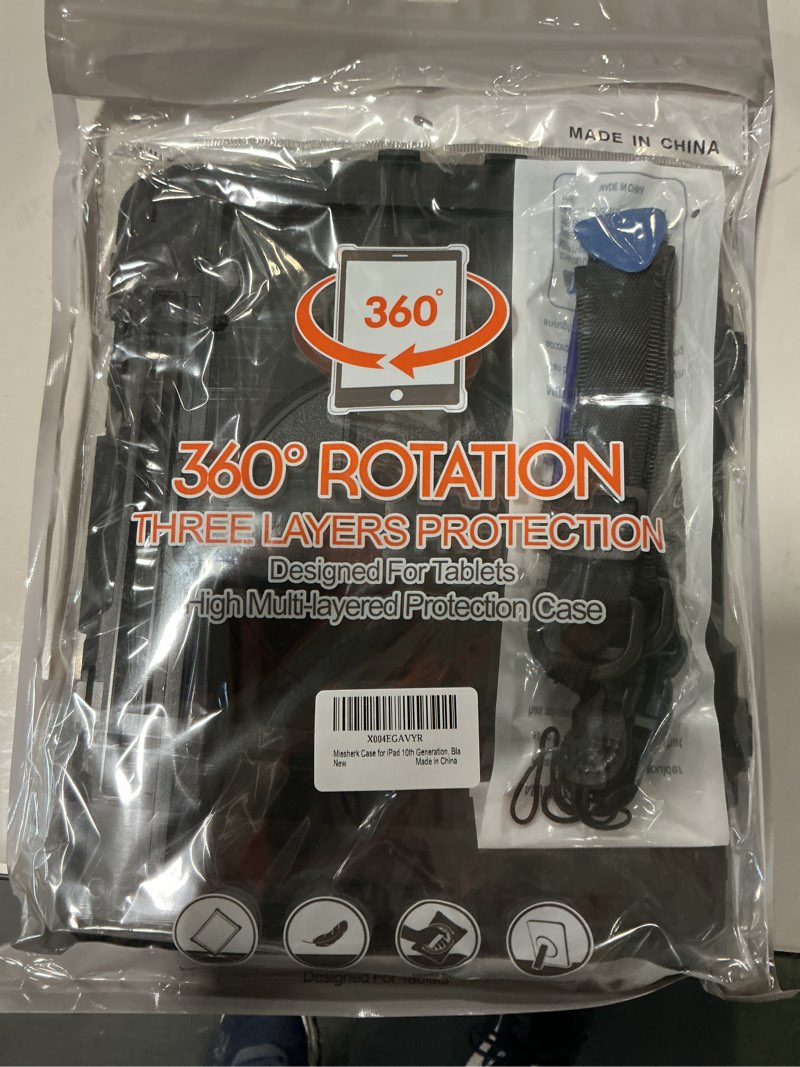 MADE IN CHINA
360°
360° ROTATION
THREE LAYERS PROTECTION
Designed For Tablets
High Multi-layered Protection Case
X004EGAVYR
Miesherk Case for iPad 10th Generation, Bla
New Made in China
Designed For Tablets